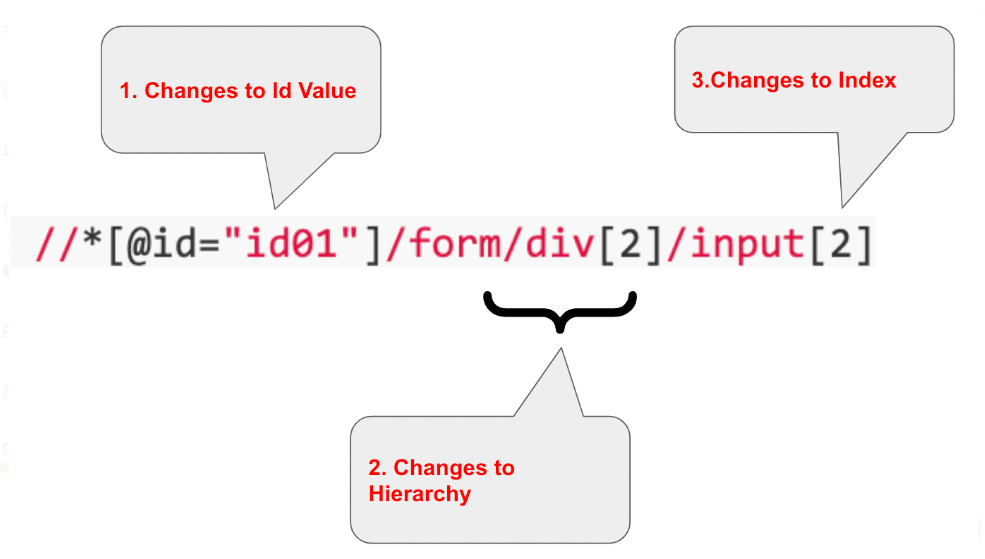 1. Changes to Id Value
3.Changes to Index
//*[@id="id01"]/form/div[2]/input[2]
2. Changes to
Hierarchy